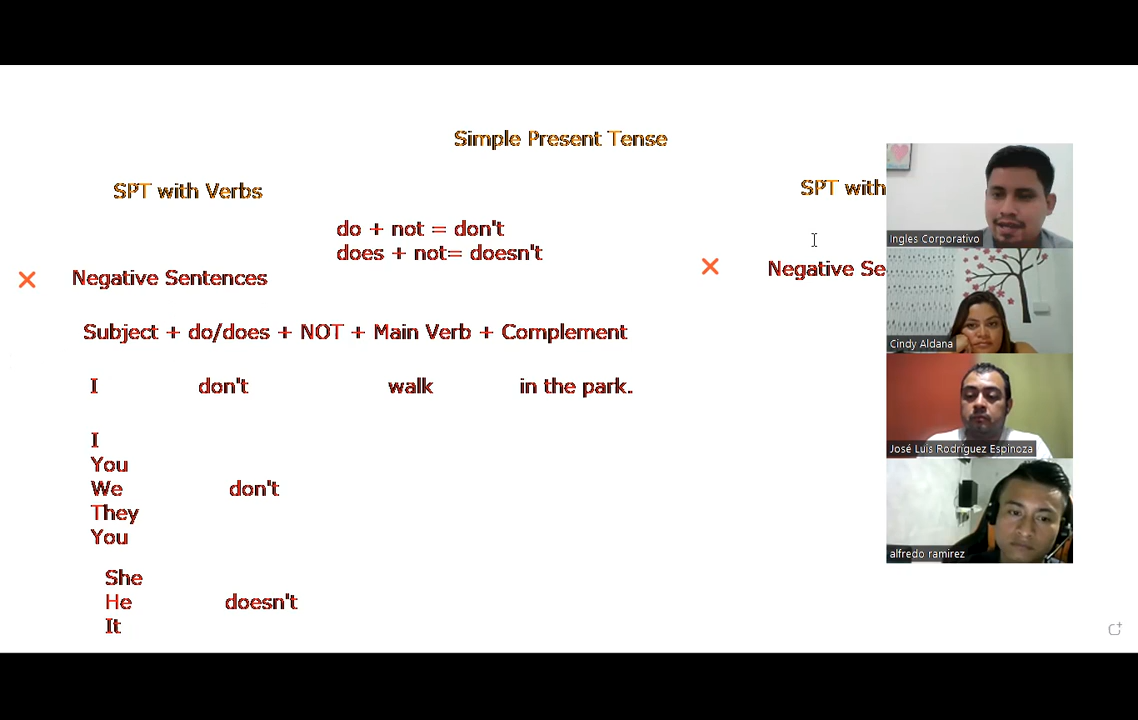 Simple Present Tense
SPT with Verbs
SPT with
do + not = don't
does + not= doesn't
Negative Sentences
Negative Se
Subject + do/does + NOT + Main Verb + Complement
I don't walk in the park.
I
You
We don't
They
You
She
He doesn't
It
Ingles Corporativo
Cindy Aldana
José Luis Rodríguez Espinoza
alfredo ramirez